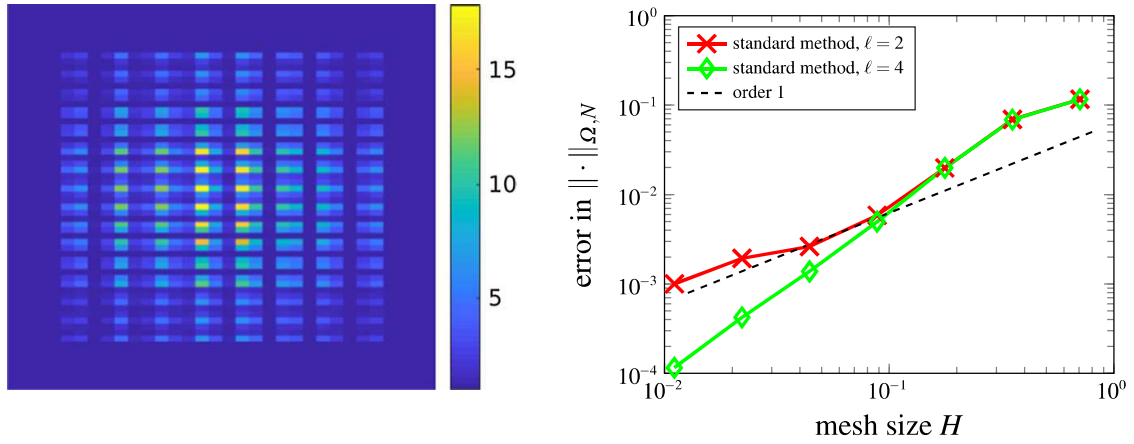 15
10
5
10^0
10^{-1}
10^{-2}
10^{-3}
10^{-4}
error in || · ||_{Ω,N}
standard method, ℓ = 2
standard method, ℓ = 4
order 1
10^{-2}
10^{-1}
10^0
mesh size H